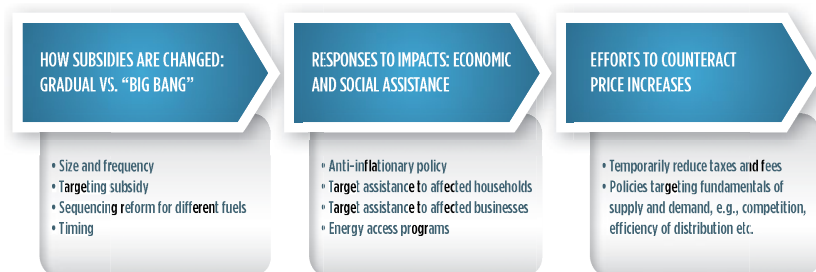 HOW SUBSIDIES ARE CHANGED:
GRADUAL VS. “BIG BANG”
• Size and frequency
• Targeting subsidy
• Sequencing reform for different fuels
• Timing
RESPONSES TO IMPACTS: ECONOMIC
AND SOCIAL ASSISTANCE
• Anti-inflationary policy
• Target assistance to affected households
• Target assistance to affected businesses
• Energy access programs
EFFORTS TO COUNTERACT
PRICE INCREASES
• Temporarily reduce taxes and fees
• Policies targeting fundamentals of
supply and demand, e.g., competition,
efficiency of distribution etc.